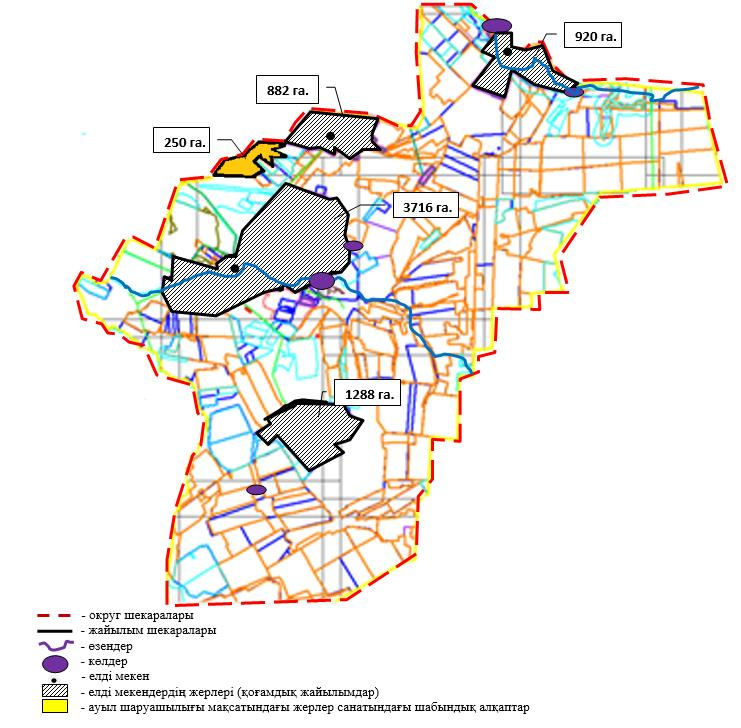 920 га.
882 га.
250 га.
3716 га.
1288 га.
- округ шекаралары
- жайылым шекаралары
- өзендер
- көлдер
- елді мекен
- елді мекендердің жерлері (қоғамдық жайылымдар)
- ауыл шаруашылығы мақсатындағы жерлер санатындағы шабындық алқаптар